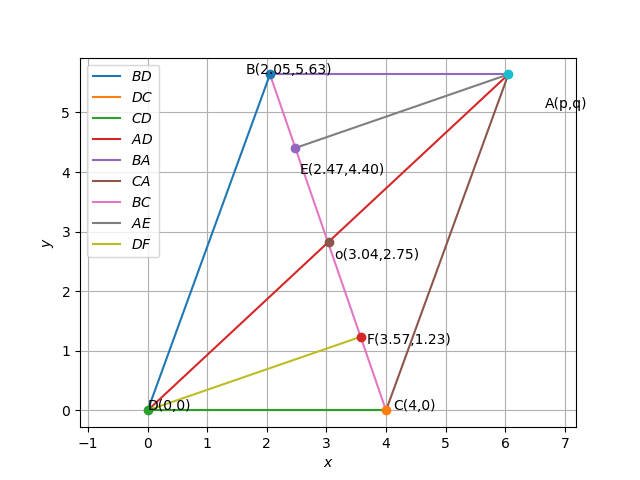 B(2.05,5.63)
BD
DC
CD
AD
BA
CA
BC
AE
DF
A(p,q)
E(2.47,4.40)
o(3.04,2.75)
F(3.57,1.23)
D(0,0)
C(4,0)
5
4
3
2
1
0
y
−1 0 1 2 3 4 5 6 7
x